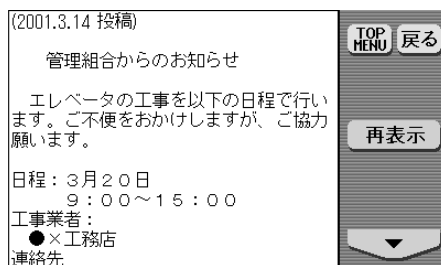 (2001.3.14 投稿)
管理組合からのお知らせ
エレベータの工事を以下の日程で行い
ます。ご不便をおかけしますが、ご協力
願います。
日程：３月２０日
９：００～１５：００
工事業者：
●×工務店
連絡先
TOP
MENU
戻る
再表示